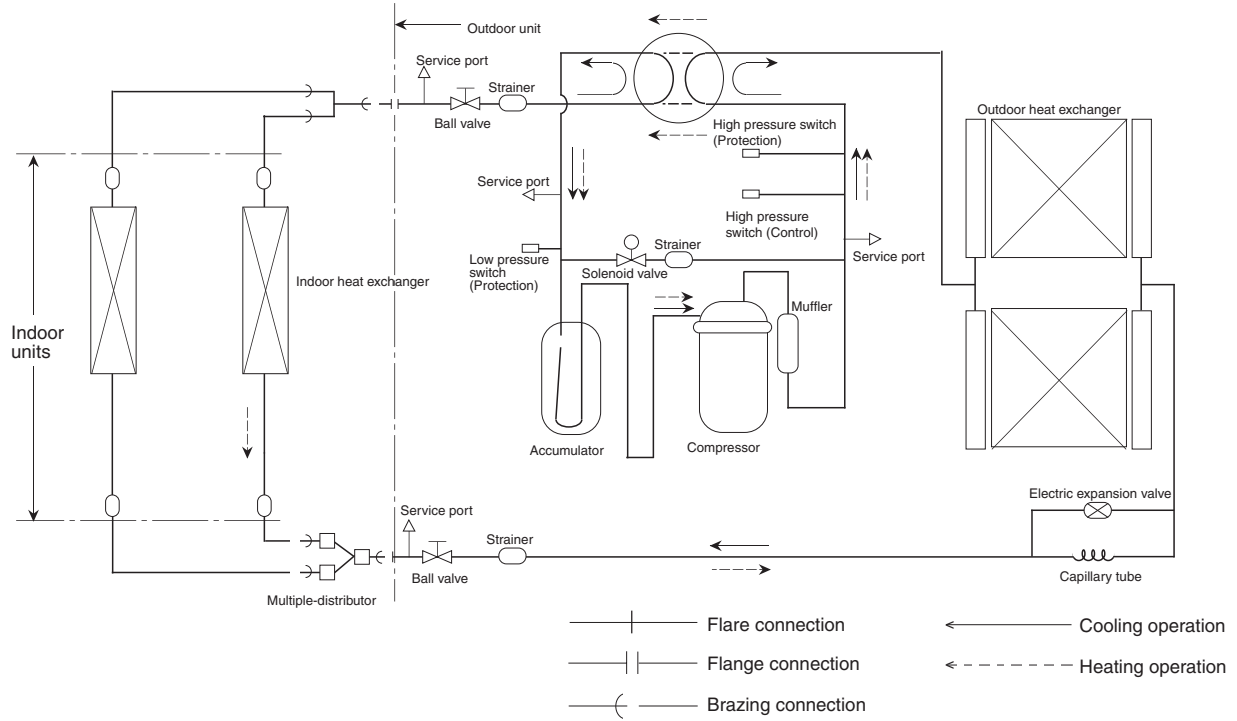 Outdoor unit
Service port
Strainer
Ball valve
High pressure switch
(Protection)
Outdoor heat exchanger
Service port
High pressure
switch (Control)
Low pressure
switch
(Protection)
Strainer
Solenoid valve
Service port
Indoor heat exchanger
Muffler
Indoor
units
Accumulator
Compressor
Electric expansion valve
Service port
Strainer
Ball valve
Capillary tube
Multiple-distributor
Flare connection
Cooling operation
Flange connection
Heating operation
Brazing connection